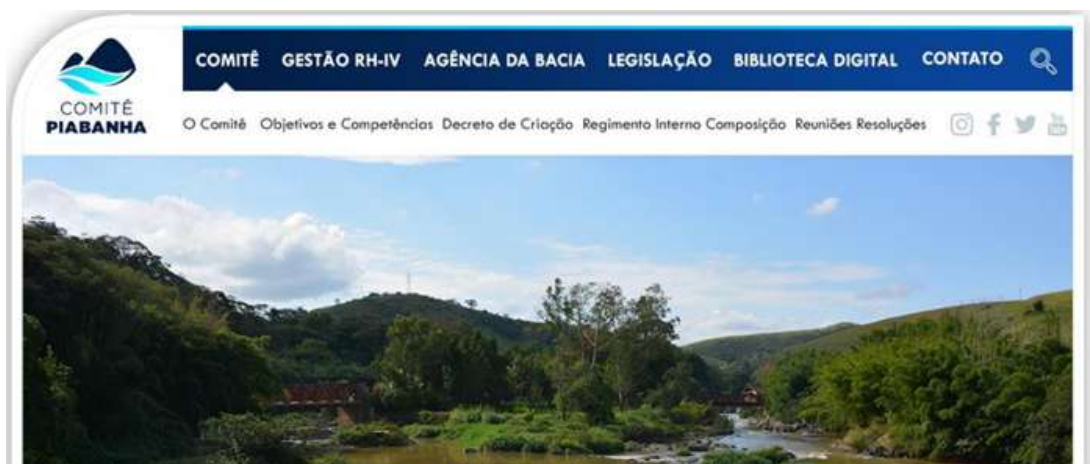 COMITÊ
PIABANHA
COMITÊ GESTÃO RH-IV AGÊNCIA DA BACIA LEGISLAÇÃO BIBLIOTECA DIGITAL CONTATO
O Comitê Objetivos e Competências Decreto de Criação Regimento Interno Composição Reuniões Resoluções